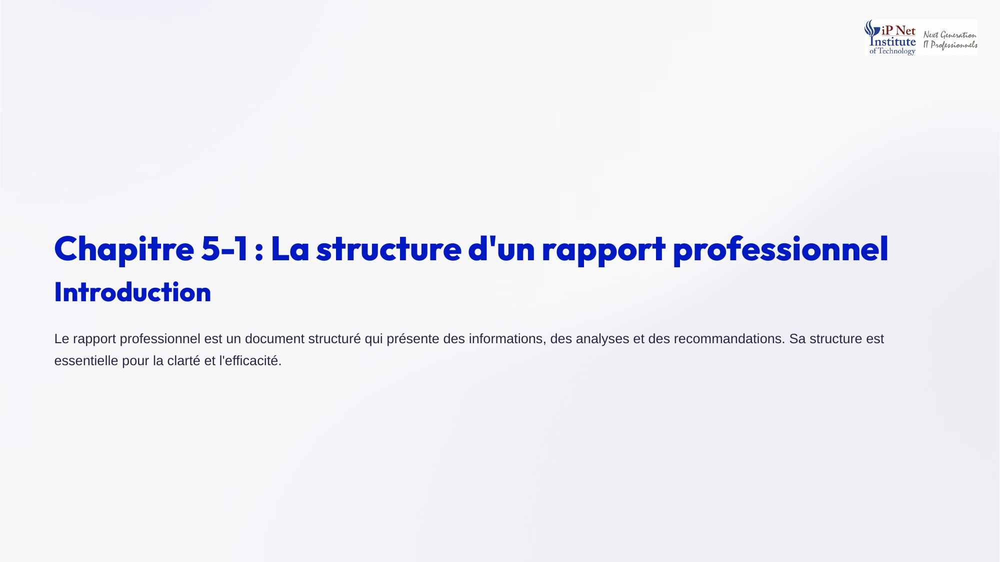 iP Net
Institute
of Technology
Next Generation
IT Professionnels
Chapitre 5-1 : La structure d'un rapport professionnel
Introduction
Le rapport professionnel est un document structuré qui présente des informations, des analyses et des recommandations. Sa structure est
essentielle pour la clarté et l'efficacité.